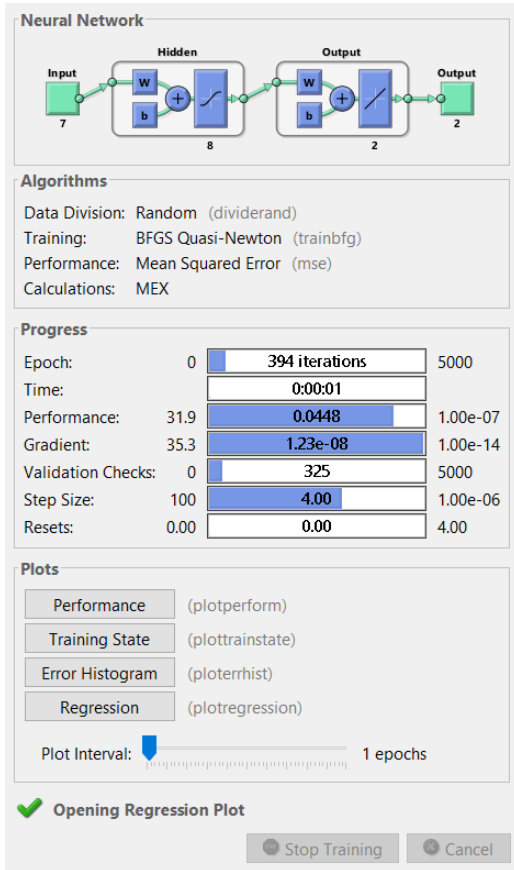 Neural Network
Hidden Output
Input Output
W W
+ +
b b
7 8 2 2
Algorithms
Data Division: Random (dividerand)
Training: BFGS Quasi-Newton (trainbfg)
Performance: Mean Squared Error (mse)
Calculations: MEX
Progress
Epoch: 0 394 iterations 5000
Time: 0:00:01
Performance: 31.9 0.0448 1.00e-07
Gradient: 35.3 1.23e-08 1.00e-14
Validation Checks: 0 325 5000
Step Size: 100 4.00 1.00e-06
Resets: 0.00 0.00 4.00
Plots
Performance (plotperform)
Training State (plottrainstate)
Error Histogram (ploterrhist)
Regression (plotregression)
Plot Interval: 1 epochs
Opening Regression Plot
Stop Training Cancel